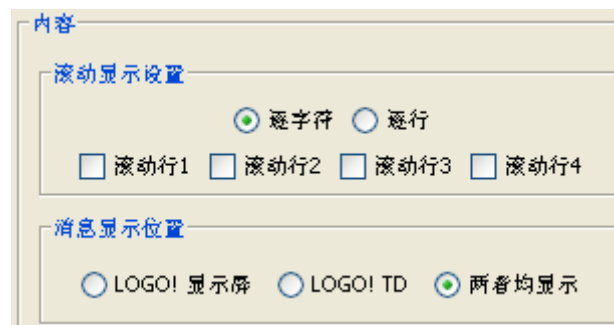 内容
滚动显示设置
逐字符 逐行
滚动行1 滚动行2 滚动行3 滚动行4
消息显示位置
LOGO! 显示屏 LOGO! TD 两者均显示